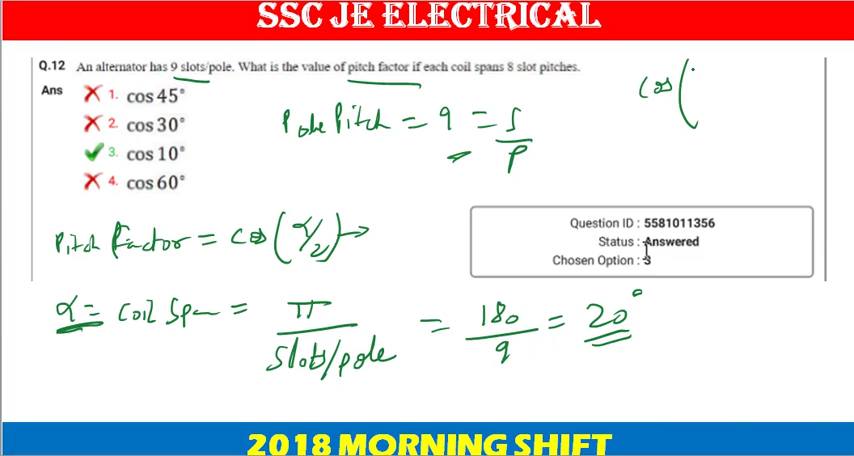 SSC JE ELECTRICAL
Q.12 An alternator has 9 slots/pole. What is the value of pitch factor if each coil spans 8 slot pitches.
cos(
Ans 1. cos 45°
2. cos 30°
3. cos 10°
4. cos 60°
Pole Pitch = 9 = S/P
Question ID : 5581011356
Status : Answered
Chosen Option : 3
Pitch Factor = cos(α/2) →
α = Coil Span = π / slots/pole = 180/9 = 20°
2018 MORNING SHIFT